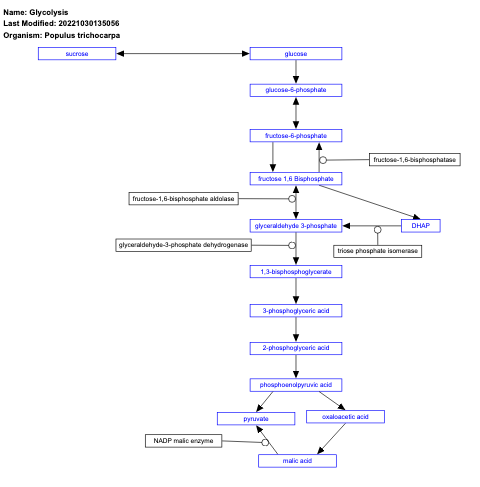 Name: Glycolysis
Last Modified: 20221030135056
Organism: Populus trichocarpa
sucrose
glucose
glucose-6-phosphate
fructose-6-phosphate
fructose-1,6-bisphosphatase
fuctose 1,6 Bisphosphate
fructose-1,6-bisphosphate aldolase
glyceraldehyde 3-phosphate
DHAP
glyceraldehyde-3-phosphate dehydrogenase
triose phosphate isomerase
1,3-bisphosphoglycerate
3-phosphoglyceric acid
2-phosphoglyceric acid
phosphoenolpyruvic acid
pyruvate
oxaloacetic acid
NADP malic enzyme
malic acid